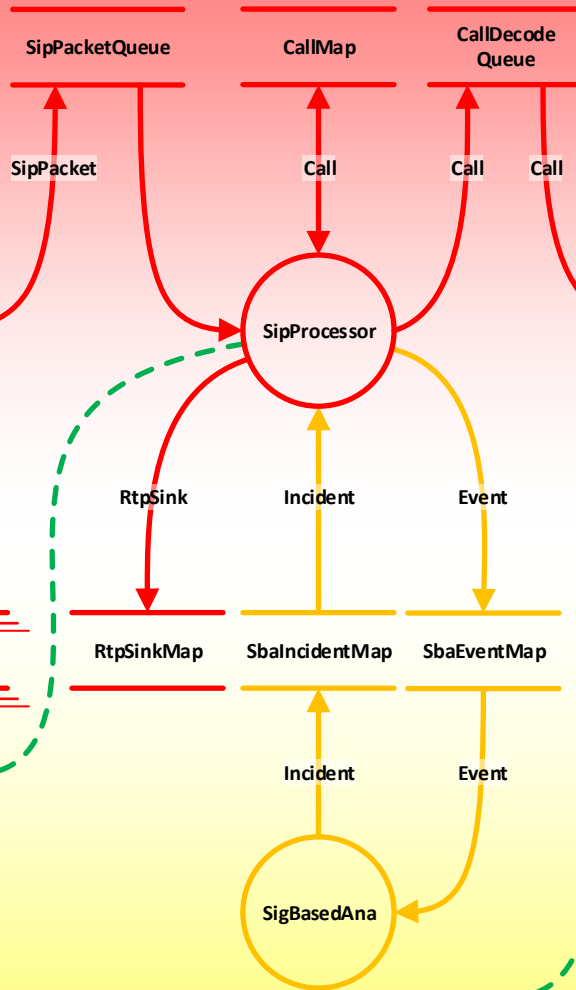 SipPacketQueue
CallMap
CallDecode
Queue
SipPacket
Call
Call
Call
SipProcessor
RtpSink
Incident
Event
RtpSinkMap
SbaIncidentMap
SbaEventMap
Incident
Event
SigBasedAna